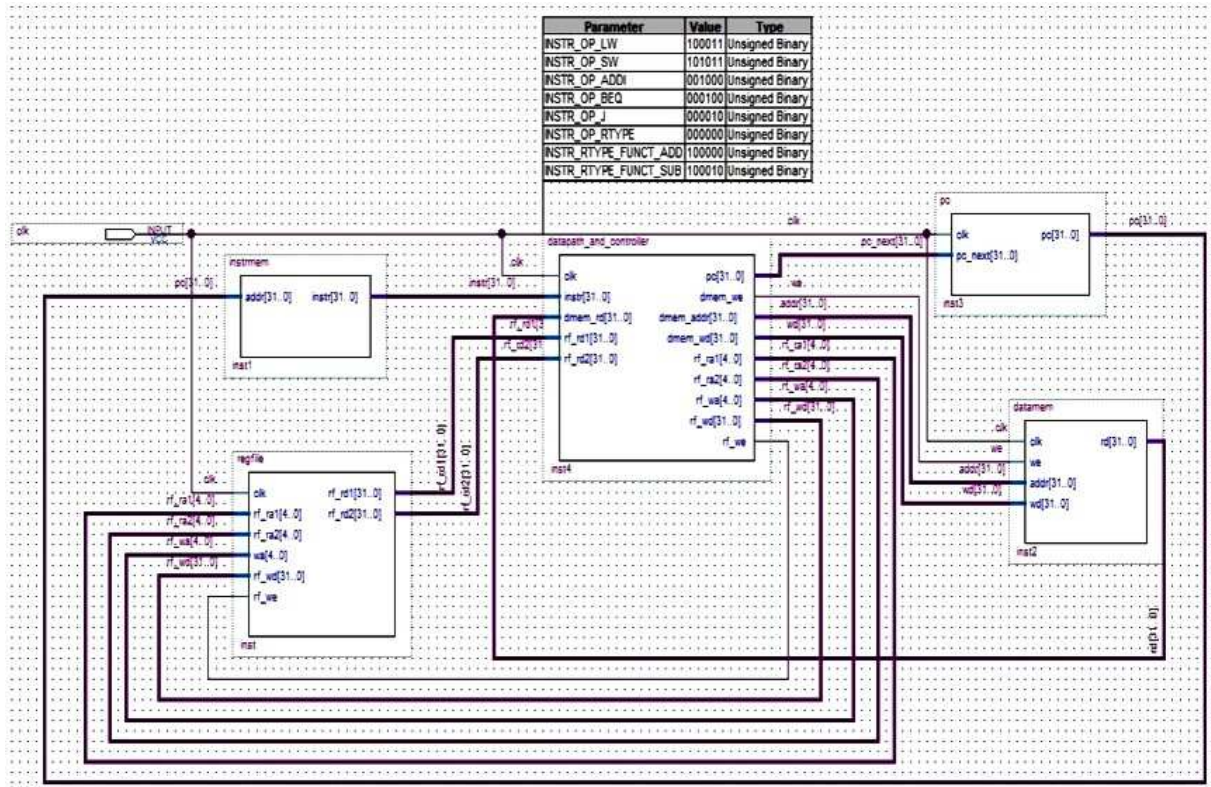 Parameter Value Type
INSTR_OP_LW 100011 Unsigned Binary
INSTR_OP_SW 101011 Unsigned Binary
INSTR_OP_ADDI 001000 Unsigned Binary
INSTR_OP_BEQ 000100 Unsigned Binary
INSTR_OP_J 000010 Unsigned Binary
INSTR_OP_RTYPE 000000 Unsigned Binary
INSTR_RTYPE_FUNCT_ADD 100000 Unsigned Binary
INSTR_RTYPE_FUNCT_SUB 100010 Unsigned Binary
clk
INPUT
VCC
pc
clk
pc_next[31..0]
clk pc[31..0]
pc_next[31..0]
inst3
pc[31..0]
instrmem
pc[31..0]
addr[31..0] instr[31..0]
inst1
instr[31..0]
datapath_and_controller
clk
clk pc[31..0]
instr[31..0] dmem_we
dmem_rd[31..0] dmem_addr[31..0]
rf_rd1[31..0] dmem_wd[31..0]
rf_rd2[31..0] rf_ra1[4..0]
rf_ra2[4..0]
rf_wa[4..0]
rf_wd[31..0]
rf_we
inst4
rf_rd1[3
rf_rd2[31
we
addr[31..0]
wd[31..0]
rf_ra1[4..0]
rf_ra2[4..0]
rf_wa[4..0]
rf_wd[31..0]
datamem
clk
we
addr[31..0]
wd[31..0]
clk rd[31..0]
we
addr[31..0]
wd[31..0]
inst2
rd[31..0]
rf_rd1[31..0]
rf_rd2[31..0]
regfile
clk
rf_ra1[4..0]
rf_ra2[4..0]
rf_wa[4..0]
rf_wd[31..0]
clk rf_rd1[31..0]
rf_ra1[4..0] rf_rd2[31..0]
rf_ra2[4..0]
wa[4..0]
rf_wd[31..0]
rf_we
inst